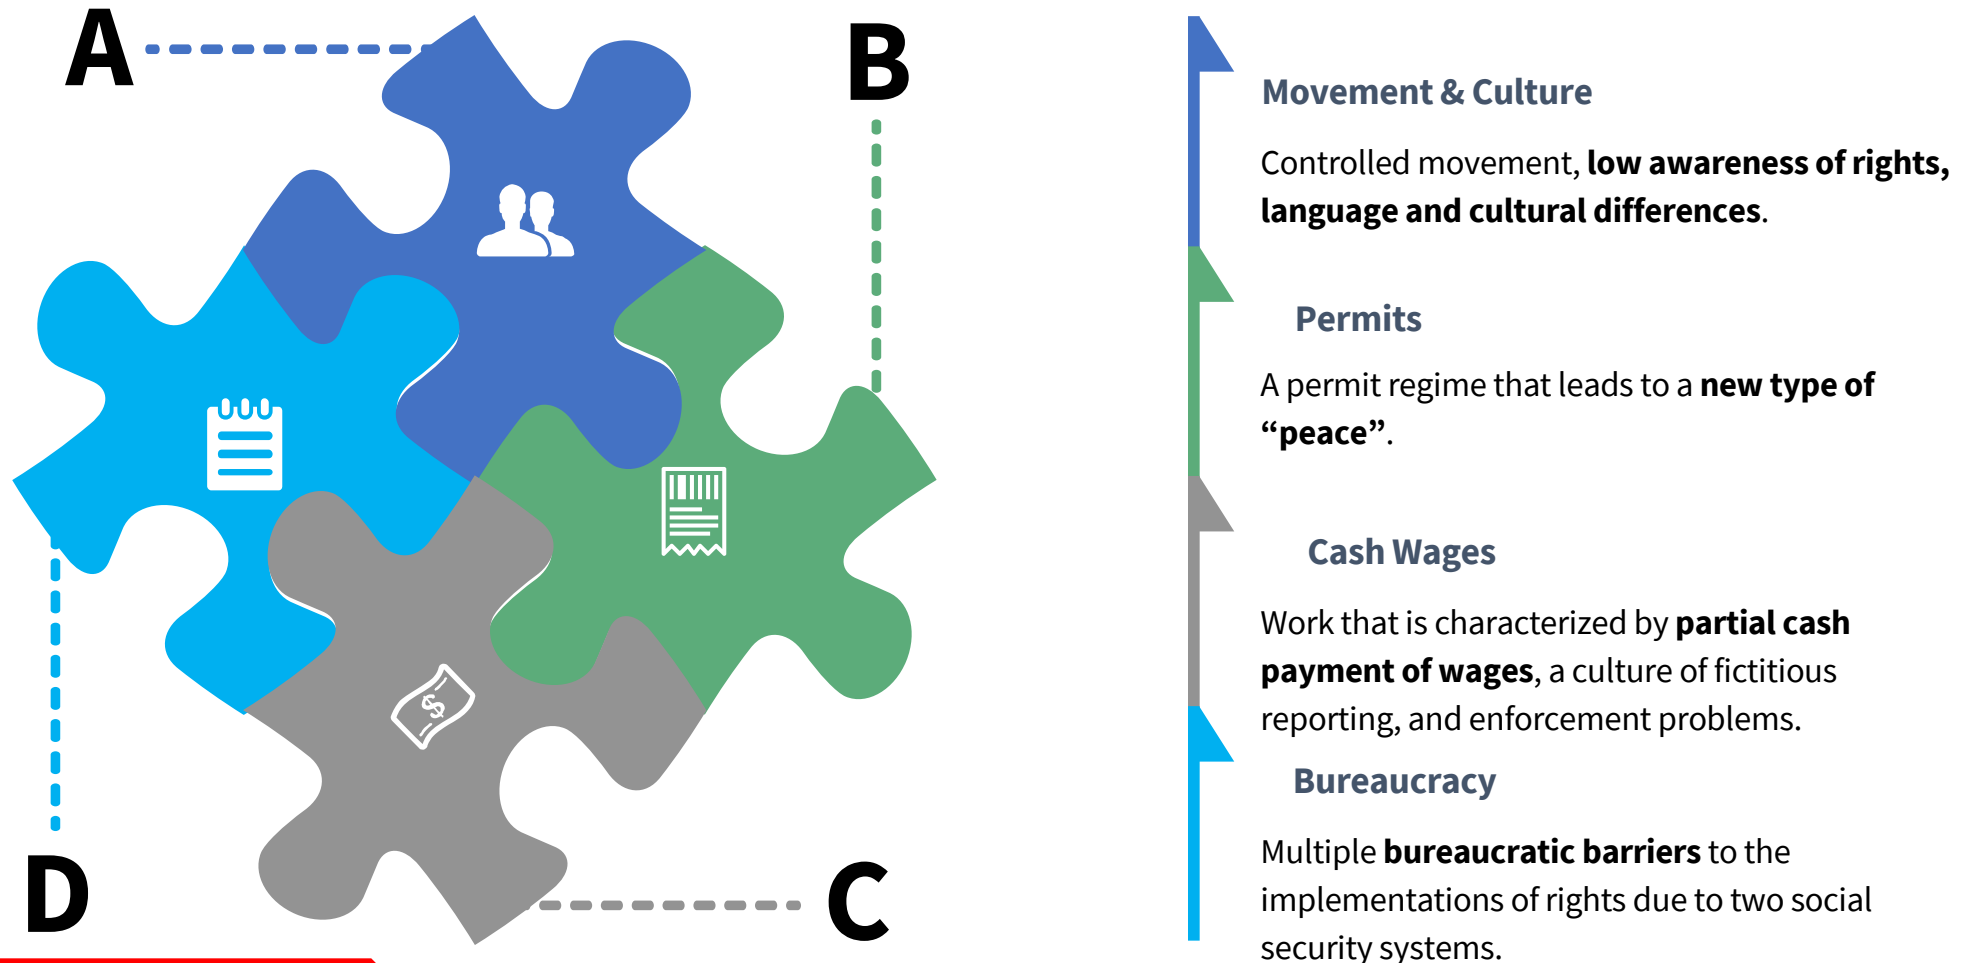 A
B
Movement & Culture
Controlled movement, low awareness of rights,
language and cultural differences.
Permits
A permit regime that leads to a new type of
“peace”.
Cash Wages
Work that is characterized by partial cash
payment of wages, a culture of fictitious
reporting, and enforcement problems.
Bureaucracy
Multiple bureaucratic barriers to the
implementations of rights due to two social
security systems.
$
D
C